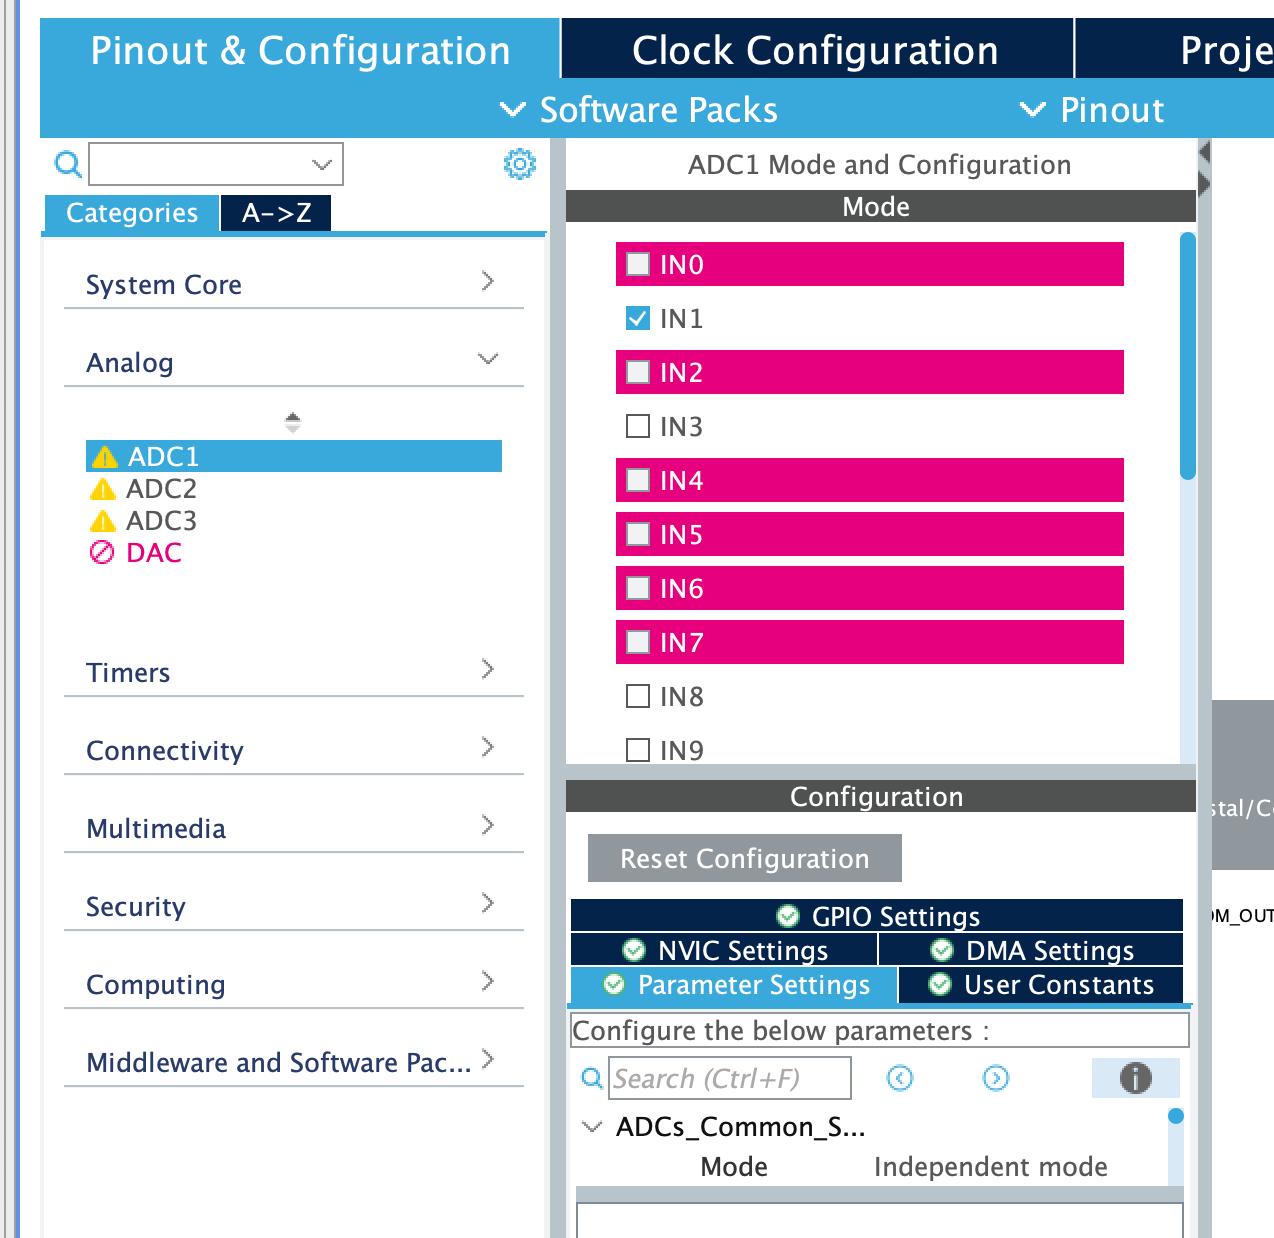 Pinout & Configuration
Clock Configuration
Proje
Software Packs
Pinout
Categories
A->Z
System Core
Analog
ADC1
ADC2
ADC3
DAC
Timers
Connectivity
Multimedia
Security
Computing
Middleware and Software Pac...
ADC1 Mode and Configuration
Mode
IN0
IN1
IN2
IN3
IN4
IN5
IN6
IN7
IN8
IN9
Configuration
Reset Configuration
GPIO Settings
NVIC Settings
DMA Settings
Parameter Settings
User Constants
Configure the below parameters :
Search (Ctrl+F)
ADCs_Common_S...
Mode Independent mode
stal/C
OM_OUT